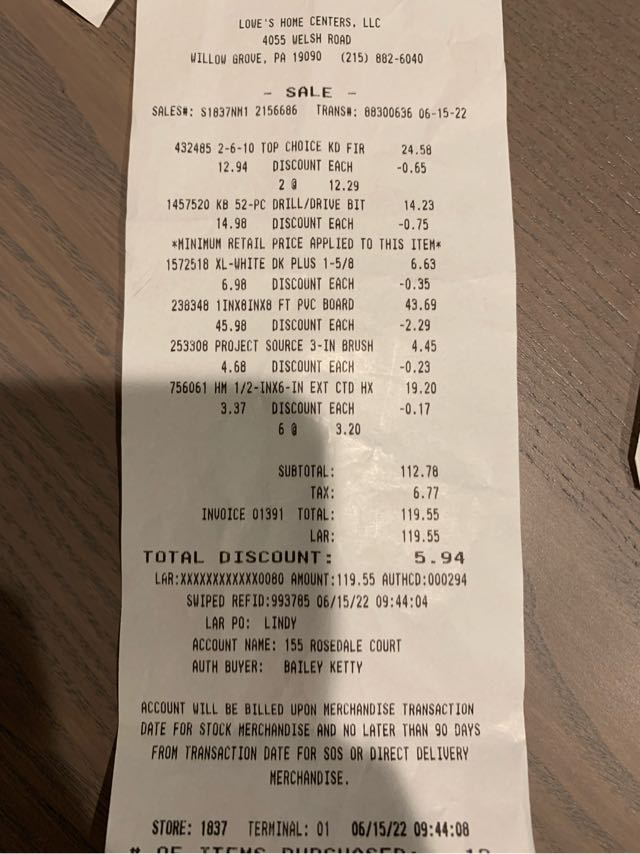 LOWE'S HOME CENTERS, LLC
4055 WELSH ROAD
WILLOW GROVE, PA 19090 (215) 882-6040
- SALE -
SALES#: S1837NM1 2156686 TRANS#: 88300636 06-15-22
432485 2-6-10 TOP CHOICE KD FIR 24.58
12.94 DISCOUNT EACH -0.65
2 @ 12.29
1457520 KB 52-PC DRILL/DRIVE BIT 14.23
14.98 DISCOUNT EACH -0.75
*MINIMUM RETAIL PRICE APPLIED TO THIS ITEM*
1572518 XL-WHITE DK PLUS 1-5/8 6.63
6.98 DISCOUNT EACH -0.35
238348 1INX8INX8 FT PVC BOARD 43.69
45.98 DISCOUNT EACH -2.29
253308 PROJECT SOURCE 3-IN BRUSH 4.45
4.68 DISCOUNT EACH -0.23
756061 HM 1/2-INX6-IN EXT CTD HX 19.20
3.37 DISCOUNT EACH -0.17
6 @ 3.20
SUBTOTAL: 112.78
TAX: 6.77
INVOICE 01391 TOTAL: 119.55
LAR: 119.55
TOTAL DISCOUNT: 5.94
LAR:XXXXXXXXXXXX0080 AMOUNT:119.55 AUTHCD:000294
SWIPED REFID:993785 06/15/22 09:44:04
LAR PO: LINDY
ACCOUNT NAME: 155 ROSEDALE COURT
AUTH BUYER: BAILEY KETTY
ACCOUNT WILL BE BILLED UPON MERCHANDISE TRANSACTION
DATE FOR STOCK MERCHANDISE AND NO LATER THAN 90 DAYS
FROM TRANSACTION DATE FOR SOS OR DIRECT DELIVERY
MERCHANDISE.
STORE: 1837 TERMINAL: 01 06/15/22 09:44:08
# OF ITEMS PURCHASED: